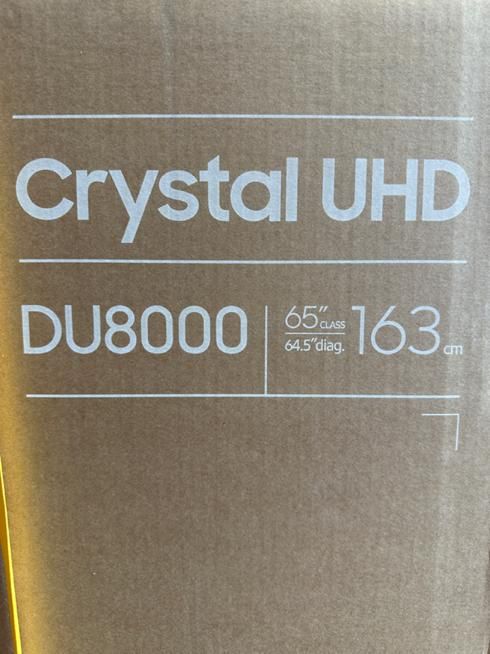 Crystal UHD
DU8000
65″ CLASS
64.5″diag.
163 cm